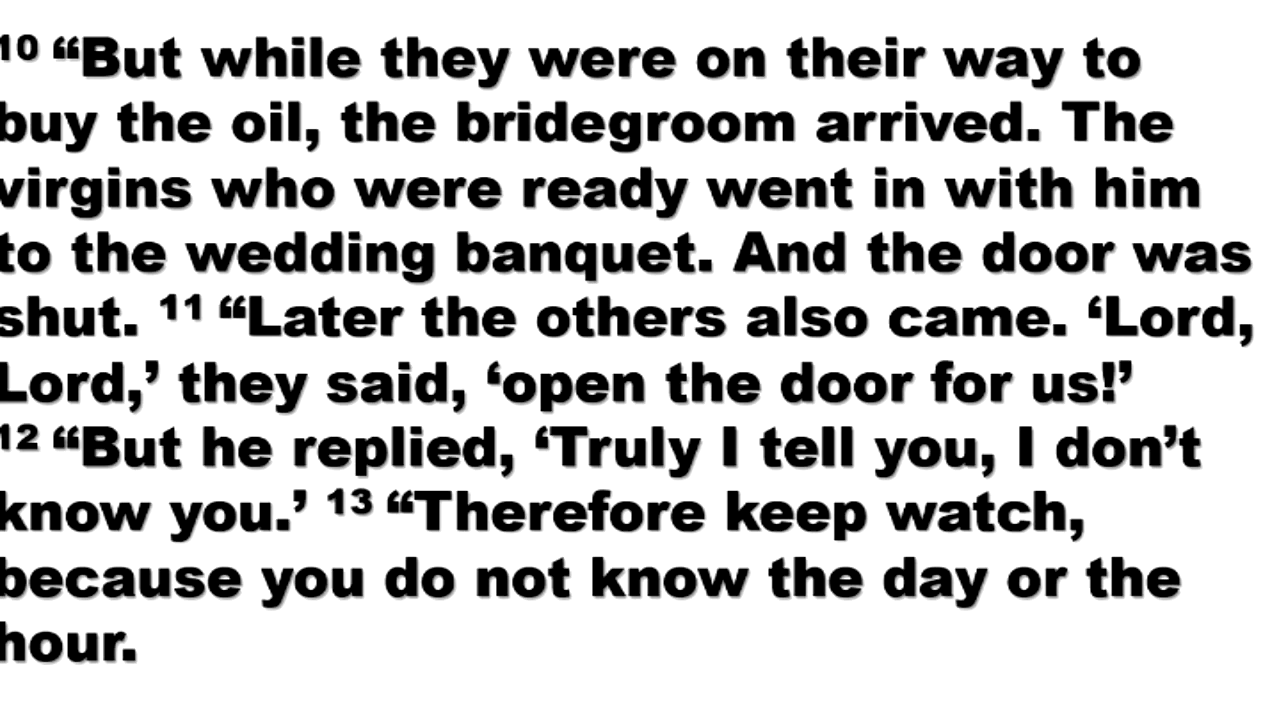 10 “But while they were on their way to
buy the oil, the bridegroom arrived. The
virgins who were ready went in with him
to the wedding banquet. And the door was
shut. 11 “Later the others also came. ‘Lord,
Lord,’ they said, ‘open the door for us!’
12 “But he replied, ‘Truly I tell you, I don’t
know you.’ 13 “Therefore keep watch,
because you do not know the day or the
hour.